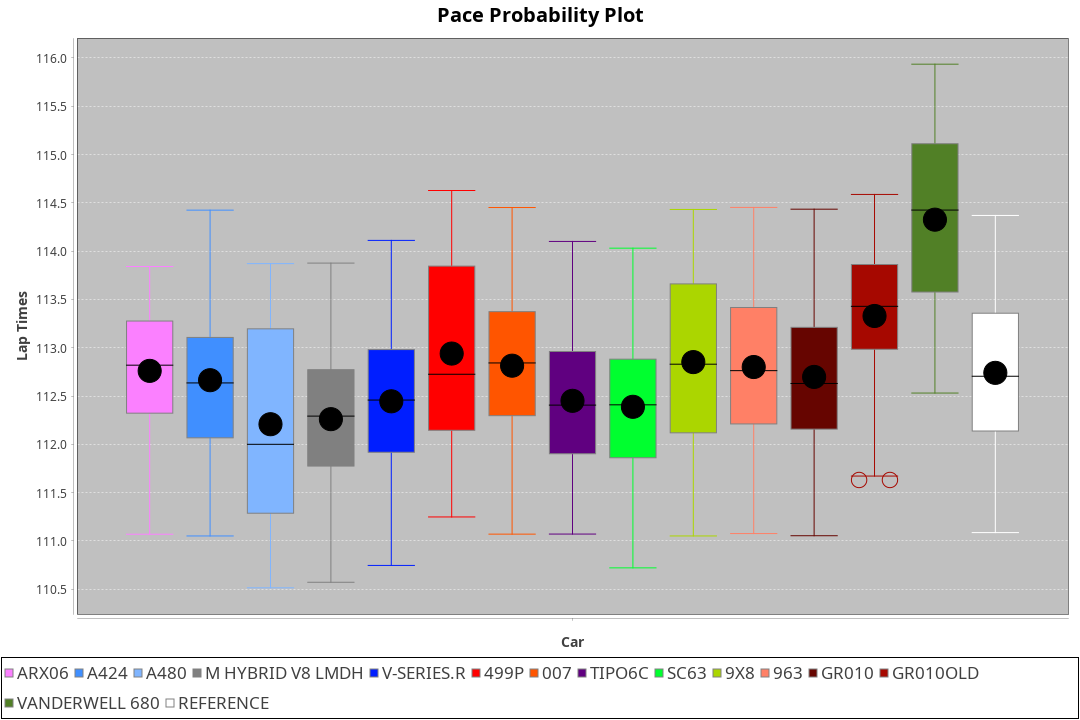 Pace Probability Plot
116.0
115.5
115.0
114.5
114.0
113.5
113.0
112.5
112.0
111.5
111.0
110.5
Lap Times
Car
ARX06 A424 A480 M HYBRID V8 LMDH V-SERIES.R 499P 007 TIPO6C SC63 9X8 963 GR010 GR010OLD
VANDERWELL 680 REFERENCE